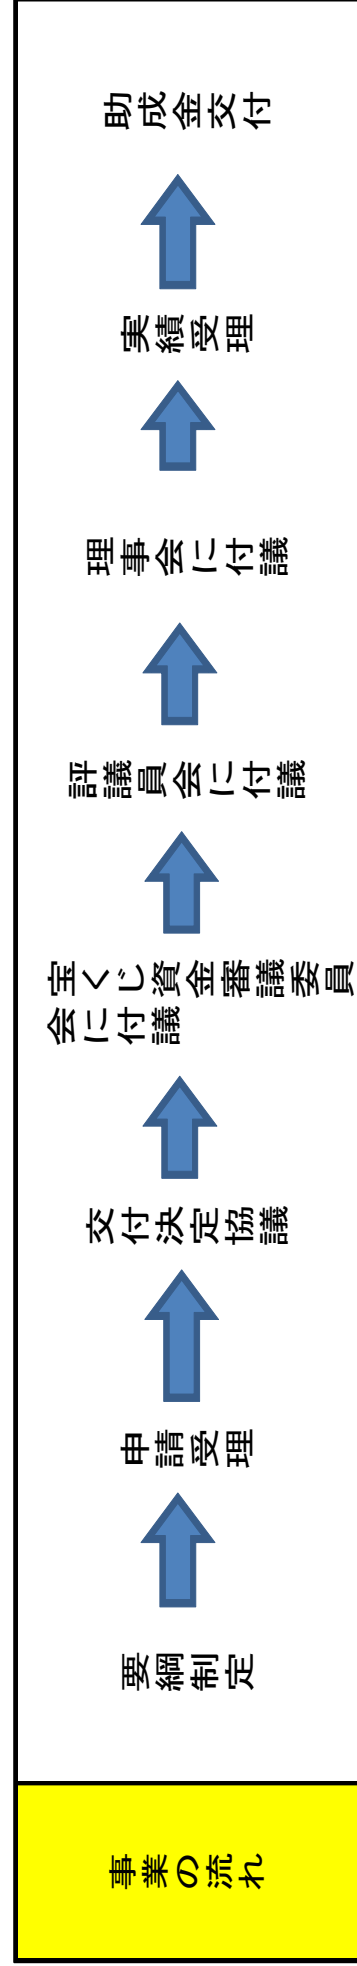 事業の流れ
要綱制定
申請受理
交付決定協議
宝くじ資金審議委員
会に付議
評議員会に付議
理事会に付議
実績受理
助成金交付